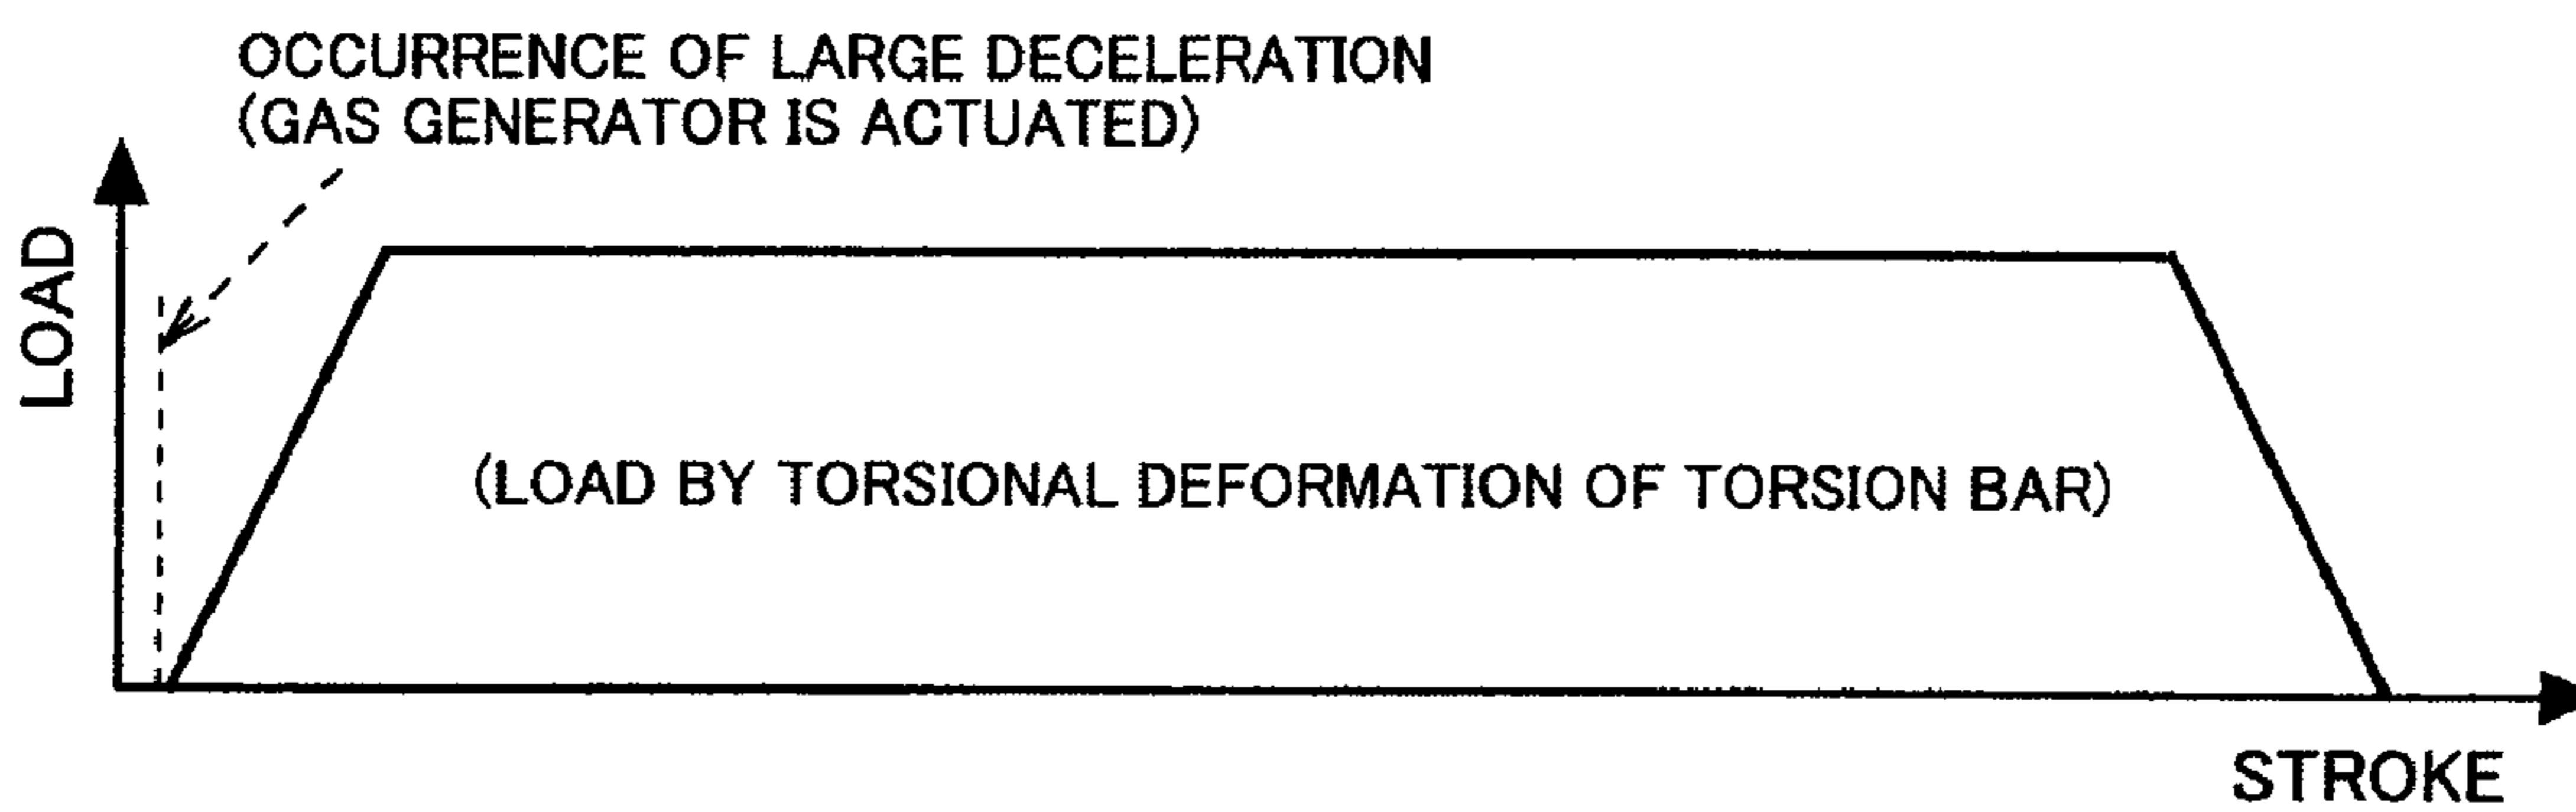 OCCURRENCE OF LARGE DECELERATION
(GAS GENERATOR IS ACTUATED)
LOAD
(LOAD BY TORSIONAL DEFORMATION OF TORSION BAR)
STROKE